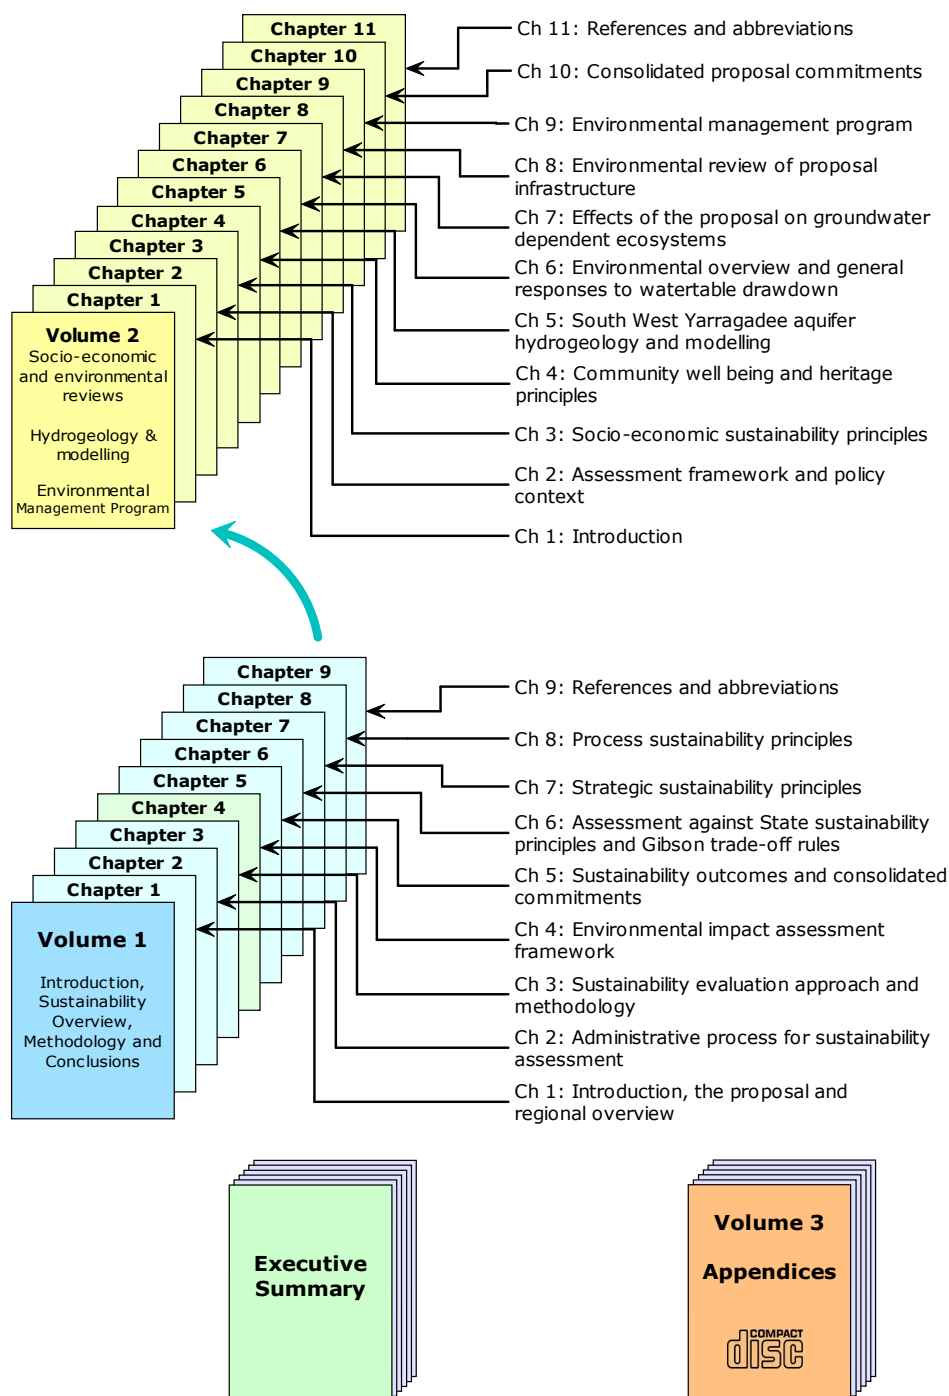 Chapter 11
Chapter 10
Chapter 9
Chapter 8
Chapter 7
Chapter 6
Chapter 5
Chapter 4
Chapter 3
Chapter 2
Chapter 1
Volume 2
Socio-economic
and environmental
reviews
Hydrogeology &
modelling
Environmental
Management Program
Ch 11: References and abbreviations
Ch 10: Consolidated proposal commitments
Ch 9: Environmental management program
Ch 8: Environmental review of proposal
infrastructure
Ch 7: Effects of the proposal on groundwater
dependent ecosystems
Ch 6: Environmental overview and general
responses to watertable drawdown
Ch 5: South West Yarragadee aquifer
hydrogeology and modelling
Ch 4: Community well being and heritage
principles
Ch 3: Socio-economic sustainability principles
Ch 2: Assessment framework and policy
context
Ch 1: Introduction
Chapter 9
Chapter 8
Chapter 7
Chapter 6
Chapter 5
Chapter 4
Chapter 3
Chapter 2
Chapter 1
Volume 1
Introduction,
Sustainability
Overview,
Methodology and
Conclusions
Ch 9: References and abbreviations
Ch 8: Process sustainability principles
Ch 7: Strategic sustainability principles
Ch 6: Assessment against State sustainability
principles and Gibson trade-off rules
Ch 5: Sustainability outcomes and consolidated
commitments
Ch 4: Environmental impact assessment
framework
Ch 3: Sustainability evaluation approach and
methodology
Ch 2: Administrative process for sustainability
assessment
Ch 1: Introduction, the proposal and
regional overview
Executive
Summary
Volume 3
Appendices
COMPACT
disc